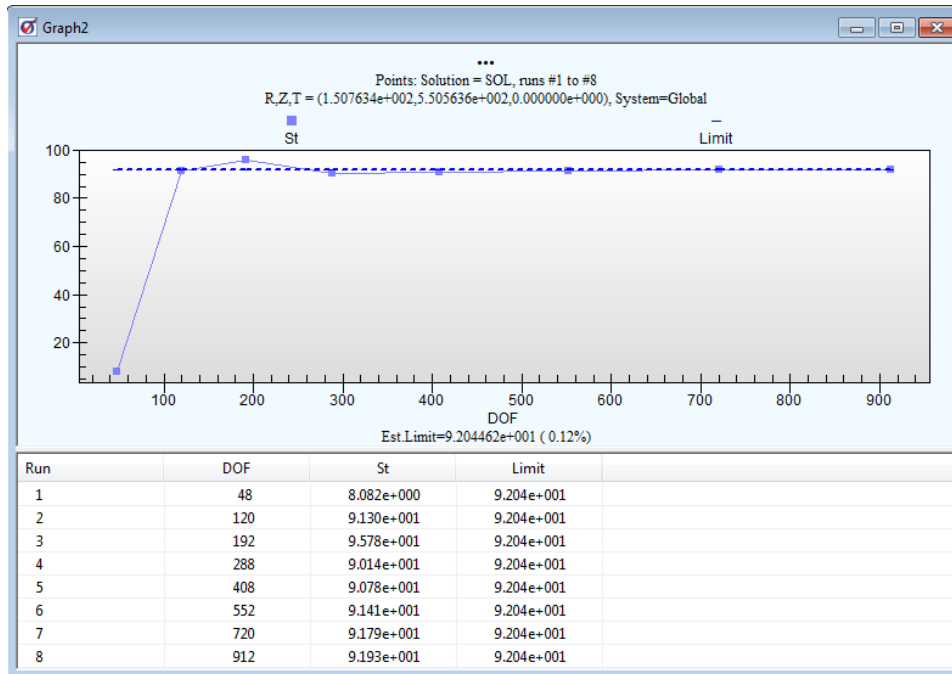 Graph2
•••
Points: Solution = SOL, runs #1 to #8
R,Z,T = (1.507634e+002,5.505636e+002,0.000000e+000), System=Global
St Limit
100
80
60
40
20
100 200 300 400 500 600 700 800 900
DOF
Est.Limit=9.204462e+001 ( 0.12%)
Run DOF St Limit
1 48 8.082e+000 9.204e+001
2 120 9.130e+001 9.204e+001
3 192 9.578e+001 9.204e+001
4 288 9.014e+001 9.204e+001
5 408 9.078e+001 9.204e+001
6 552 9.141e+001 9.204e+001
7 720 9.179e+001 9.204e+001
8 912 9.193e+001 9.204e+001